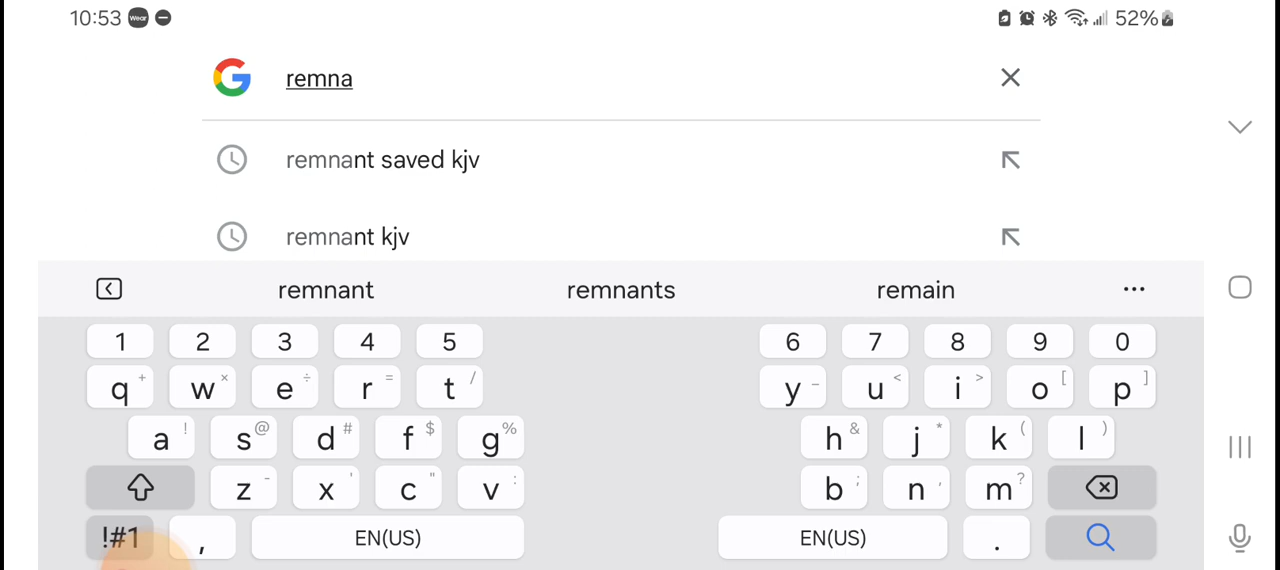 10:53 Wear 52%
remna
remnant saved kjv
remnant kjv
remnant remnants remain ...
1 2 3 4 5 6 7 8 9 0
q + w × e ÷ r = t / y - u < i > o [ p ]
a ! s @ d # f $ g % h & j * k ( l )
z - x ' c " v : b ; n , m ?
!#1 , EN(US) EN(US) .